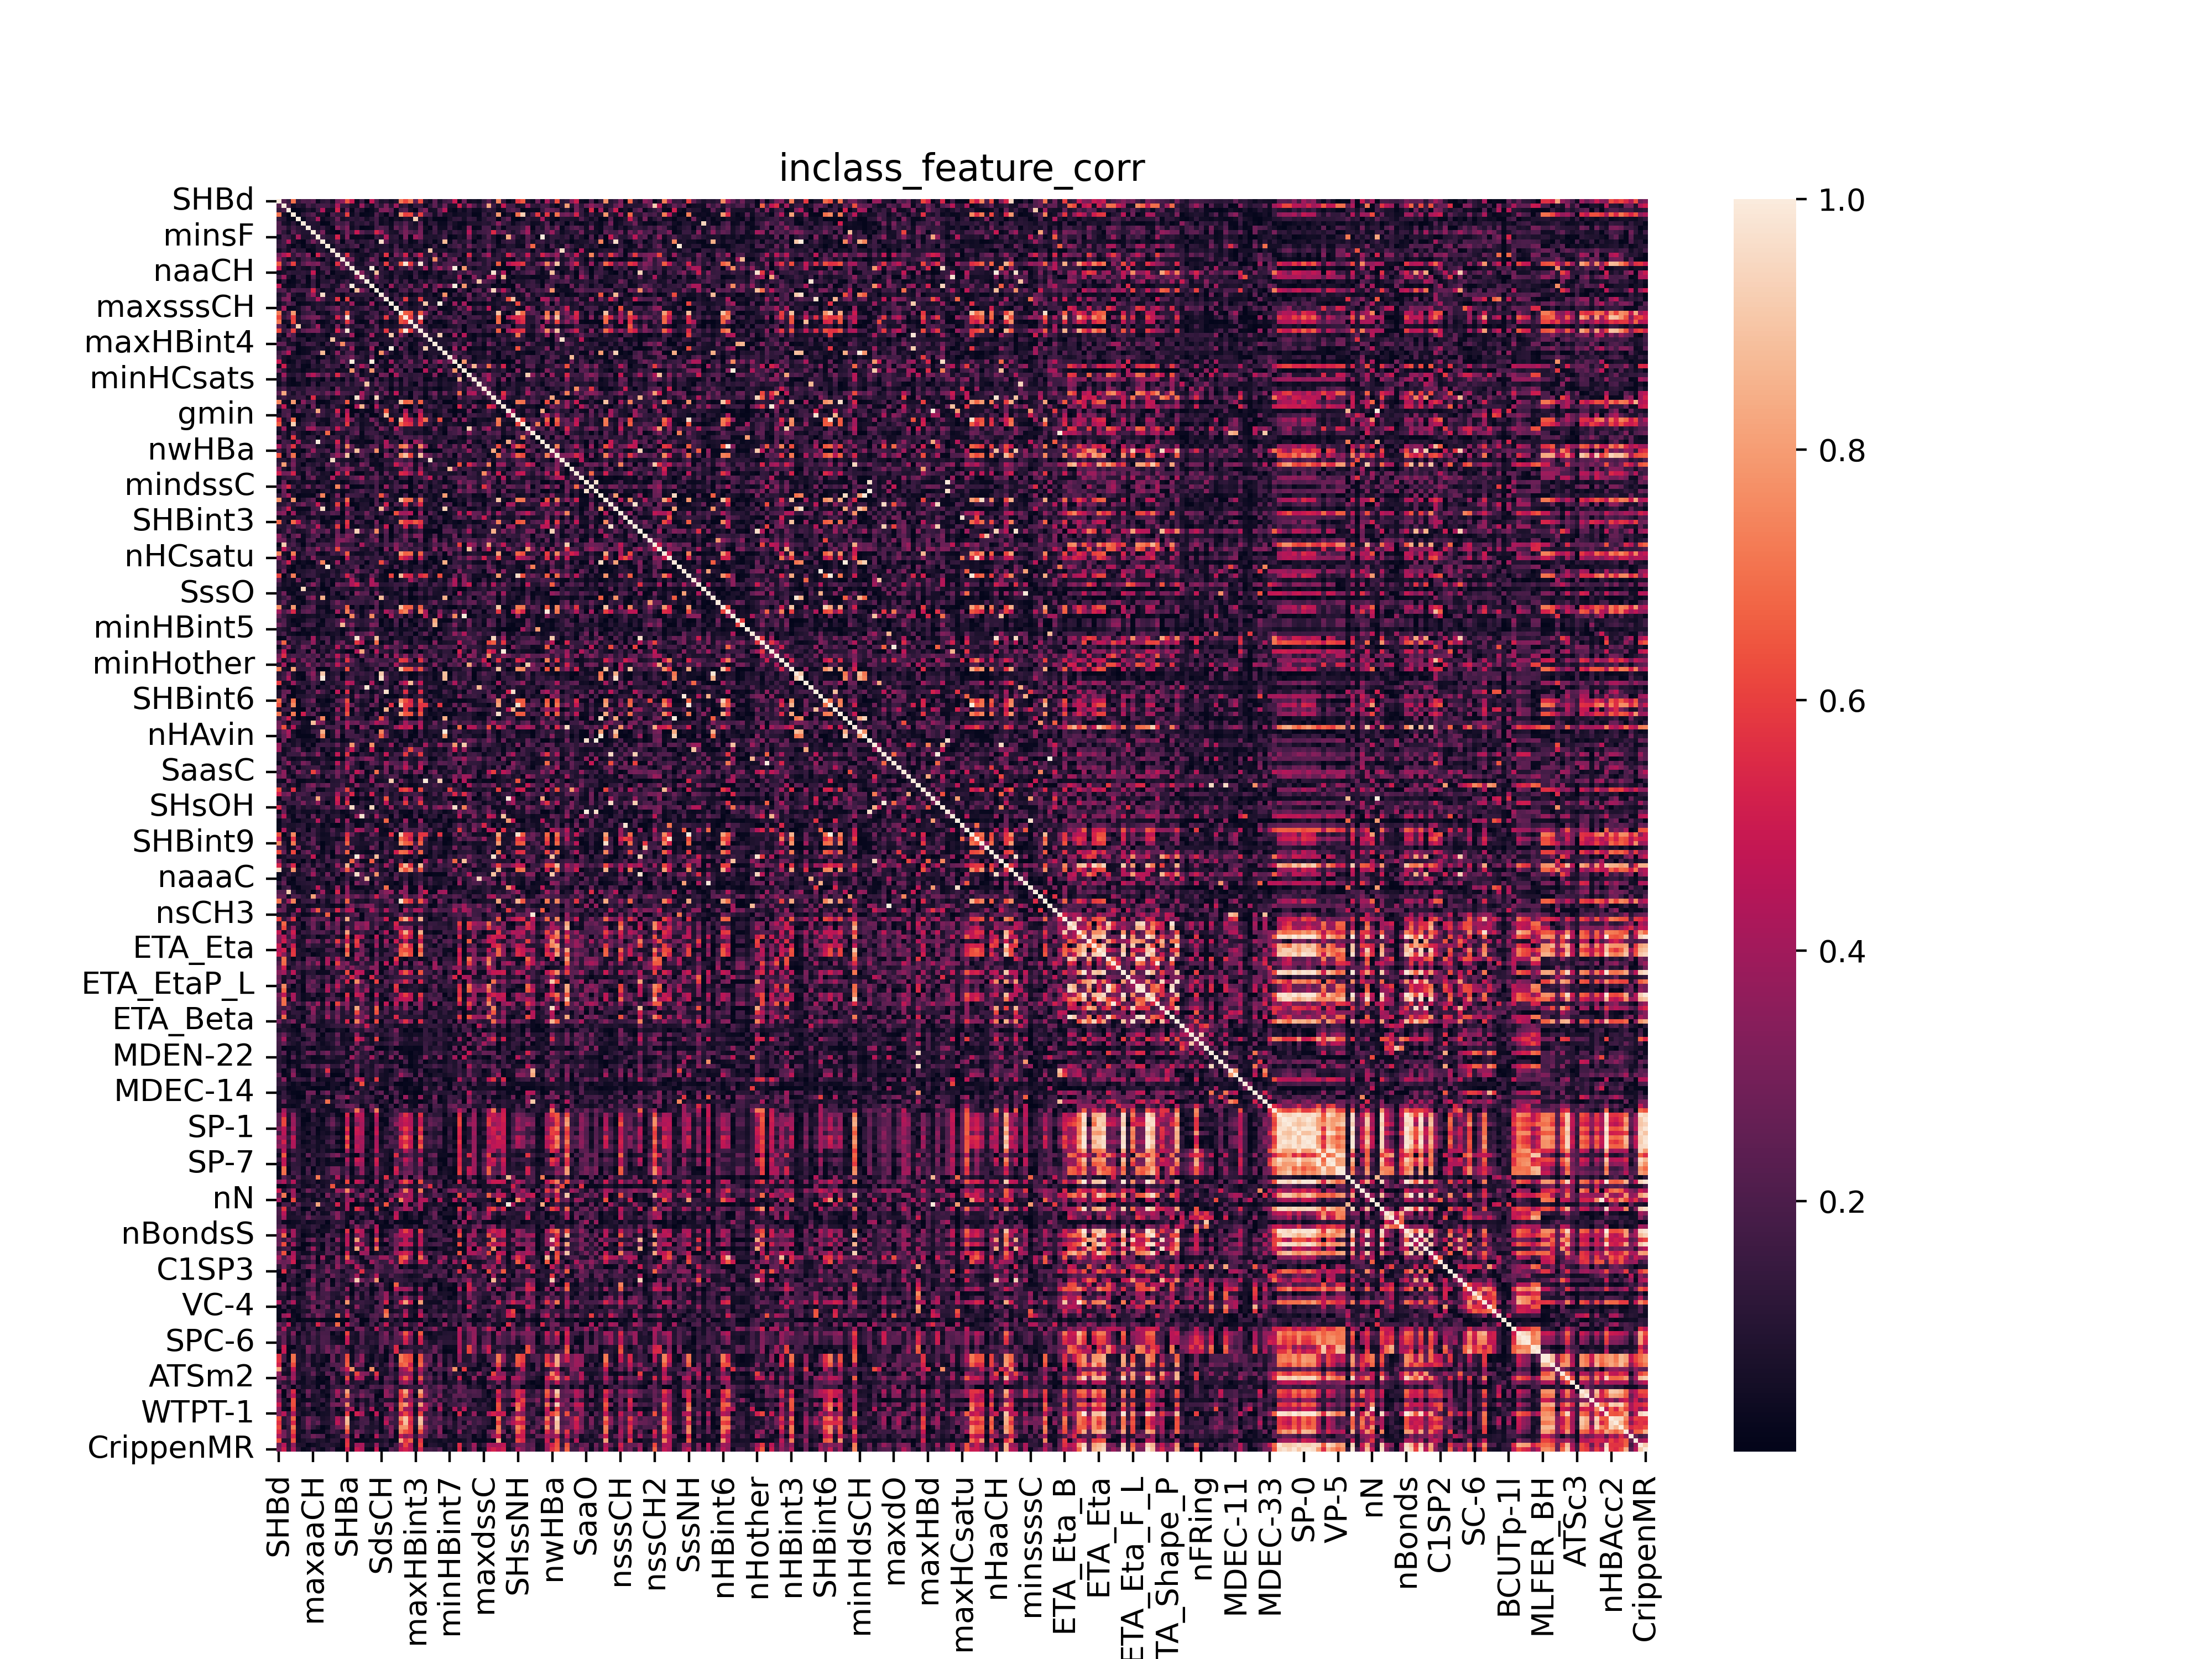 inclass_feature_corr
SHBd
minsF
naaCH
maxsssCH
maxHBint4
minHCsats
gmin
nwHBa
mindssC
SHBint3
nHCsatu
SssO
minHBint5
minHother
SHBint6
nHAvin
SaasC
SHsOH
SHBint9
naaaC
nsCH3
ETA_Eta
ETA_EtaP_L
ETA_Beta
MDEN-22
MDEC-14
SP-1
SP-7
nN
nBondsS
C1SP3
VC-4
SPC-6
ATSm2
WTPT-1
CrippenMR
SHBd
maxaaCH
SHBa
SdsCH
maxHBint3
minHBint7
maxdssC
SHssNH
nwHBa
SaaO
nsssCH
nssCH2
SssNH
nHBint6
nHother
nHBint3
SHBint6
minHdsCH
maxdO
maxHBd
maxHCsatu
nHaaCH
minssssC
ETA_Eta_B
ETA_Eta
ETA_Eta_F_L
TA_Shape_P
nFRing
MDEC-11
MDEC-33
SP-0
VP-5
nN
nBonds
C1SP2
SC-6
BCUTp-1l
MLFER_BH
ATSc3
nHBAcc2
CrippenMR
1.0
0.8
0.6
0.4
0.2